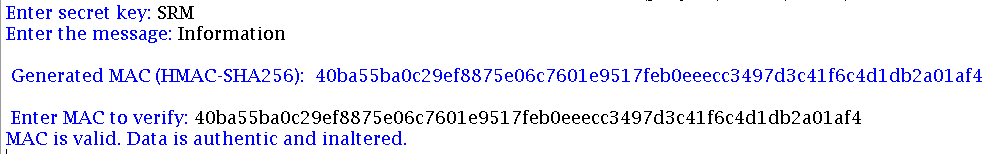 Enter secret key: SRM
Enter the message: Information
Generated MAC (HMAC-SHA256):  40ba55ba0c29ef8875e06c7601e9517feb0eeecc3497d3c41f6c4d1db2a01af4
Enter MAC to verify: 40ba55ba0c29ef8875e06c7601e9517feb0eeecc3497d3c41f6c4d1db2a01af4
MAC is valid. Data is authentic and inaltered.